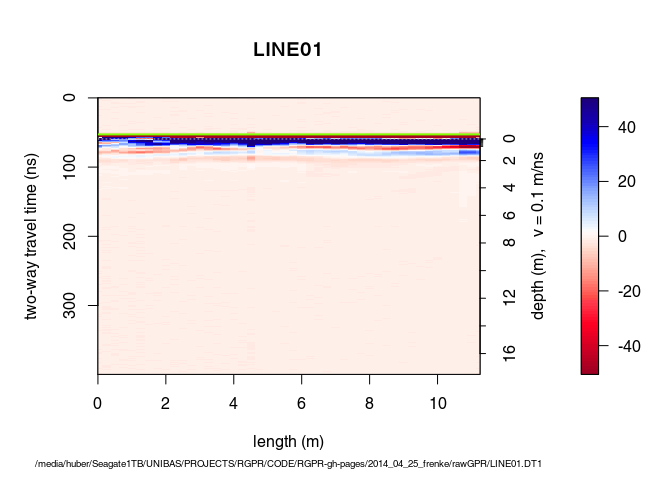 LINE01
two-way travel time (ns)
0
100
200
300
0
2
4
6
8
12
16
depth (m), v = 0.1 m/ns
40
20
0
-20
-40
0 2 4 6 8 10
length (m)
/media/huber/Seagate1TB/UNIBAS/PROJECTS/RGPR/CODE/RGPR-gh-pages/2014_04_25_frenke/rawGPR/LINE01.DT1